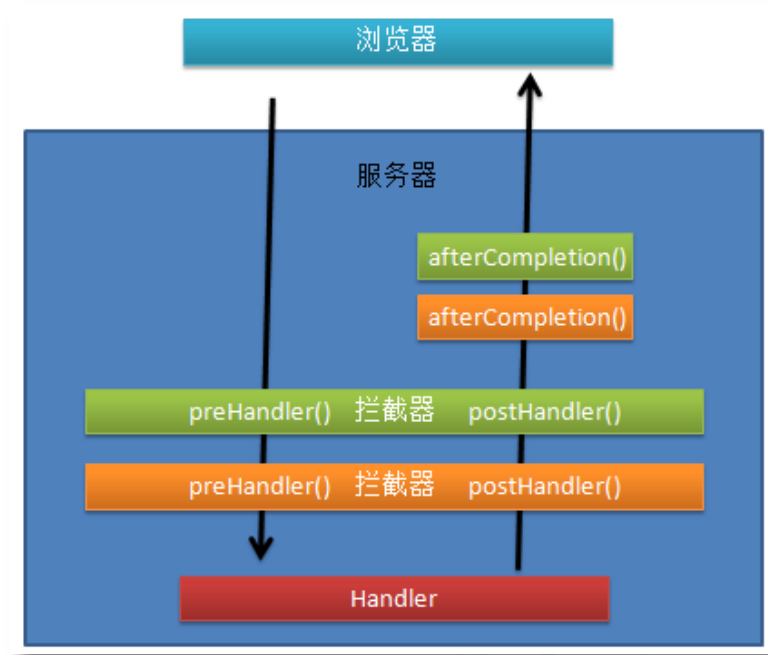 浏览器
服务器
afterCompletion()
afterCompletion()
preHandler() 拦截器 postHandler()
preHandler() 拦截器 postHandler()
Handler